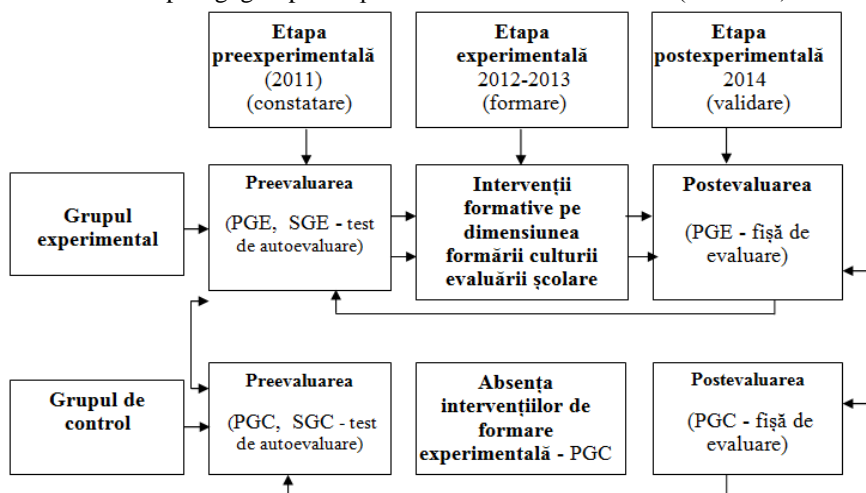 Etapa
preexperimentală
(2011)
(constatare)
Etapa
experimentală
2012-2013
(formare)
Etapa
postexperimentală
2014
(validare)
Grupul
experimental
Preevaluarea
(PGE, SGE - test
de autoevaluare)
Intervenții
formative pe
dimensiunea
formării culturii
evaluării școlare
Postevaluarea
(PGE - fișă de
evaluare)
Grupul de
control
Preevaluarea
(PGC, SGC - test
de autoevaluare)
Absența
intervențiilor de
formare
experimentală - PGC
Postevaluarea
(PGC - fișă de
evaluare)